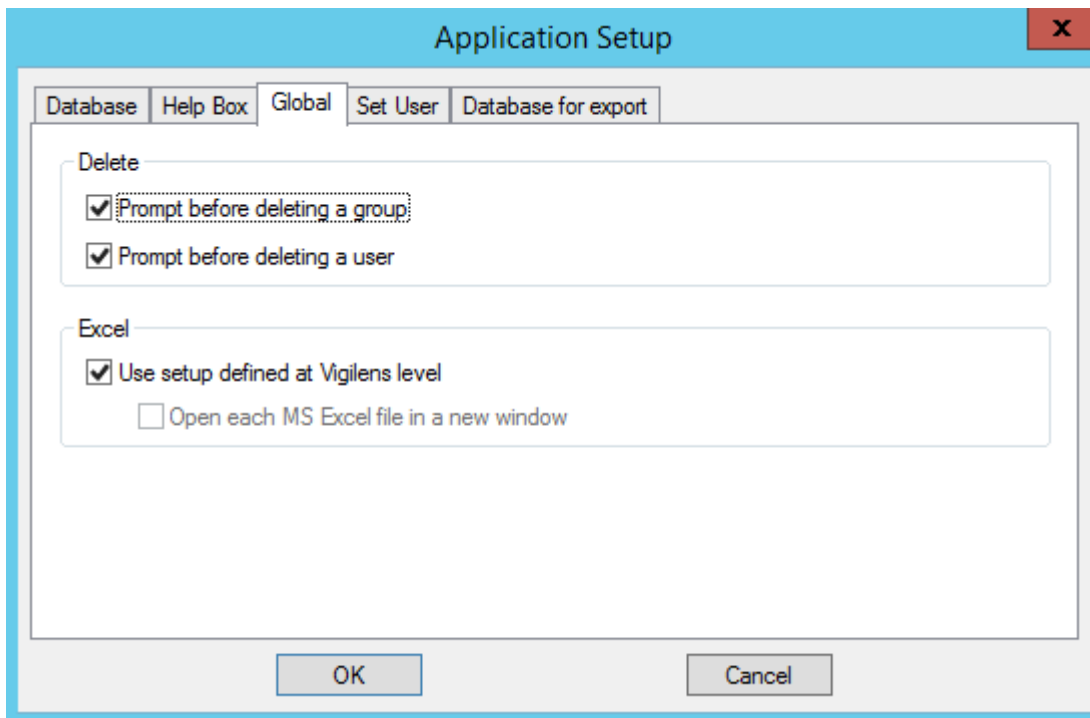 Application Setup
x
Database Help Box Global Set User Database for export
Delete
Prompt before deleting a group
Prompt before deleting a user
Excel
Use setup defined at Vigilens level
Open each MS Excel file in a new window
OK Cancel